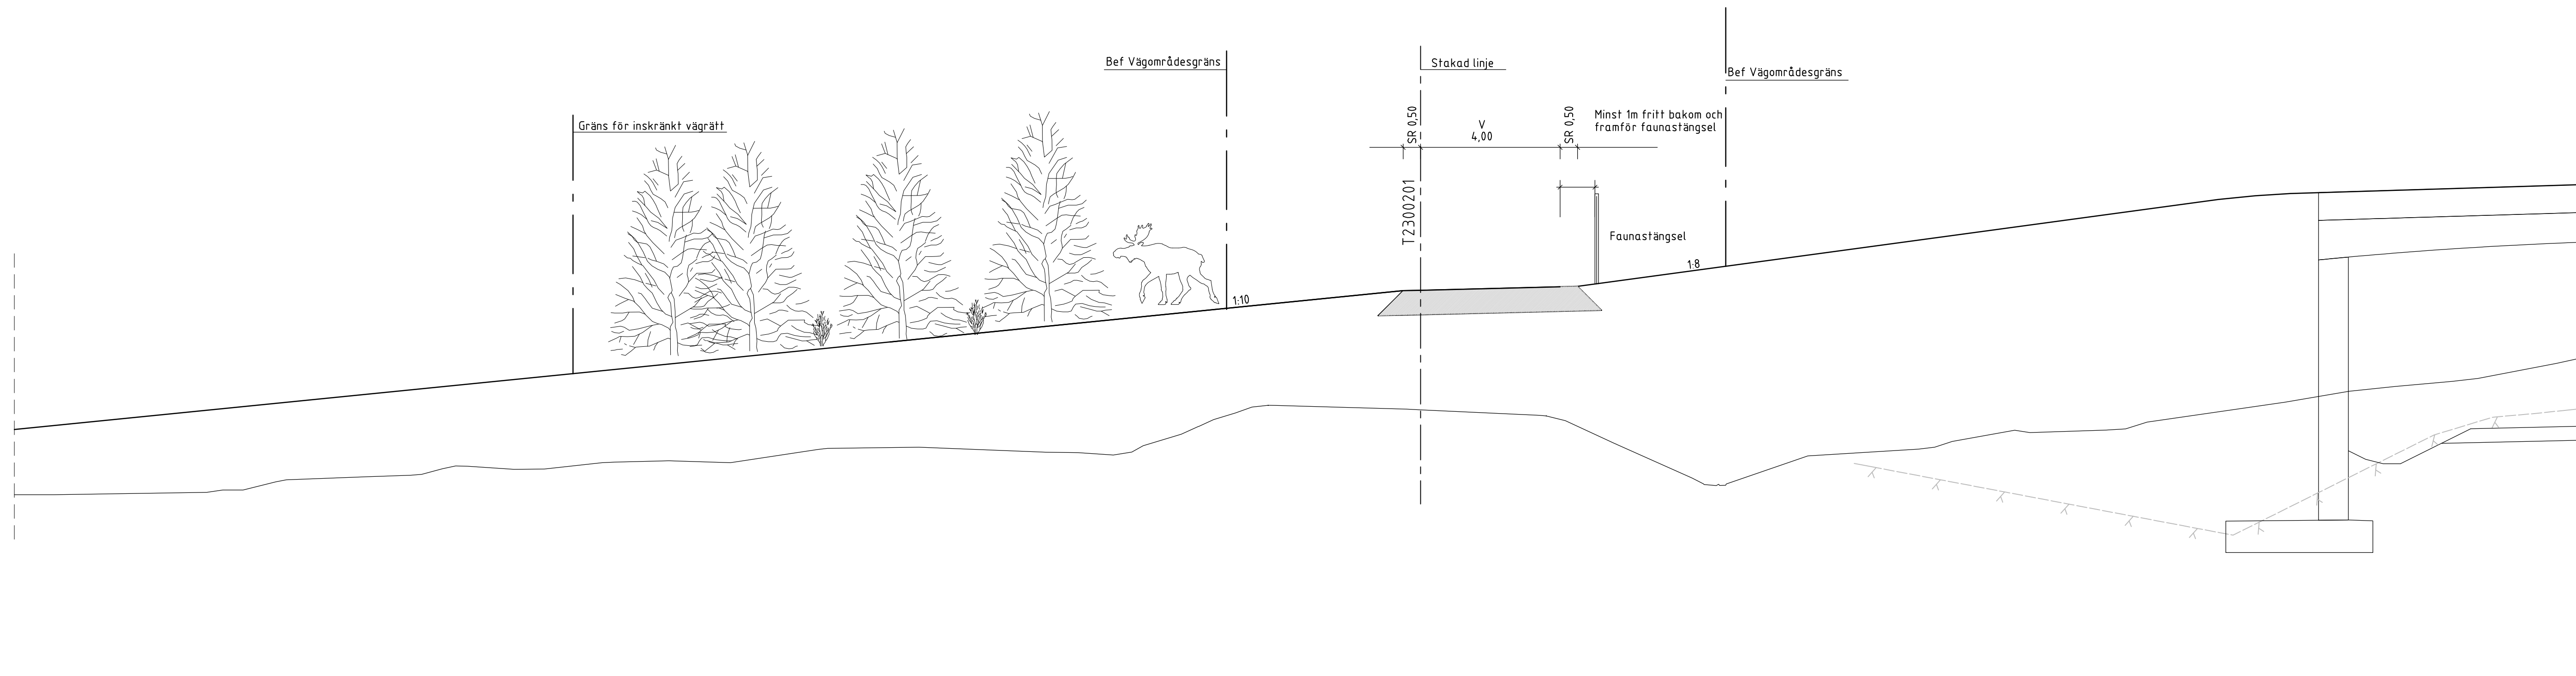 Gräns för inskränkt vägrätt
Bef Vägområdesgräns
Stakad linje
Bef Vägområdesgräns
SR 0,50
V
4,00
SR 0,50
Minst 1m fritt bakom och
framför faunastängsel
T2300201
Faunastängsel
1:10
1:8